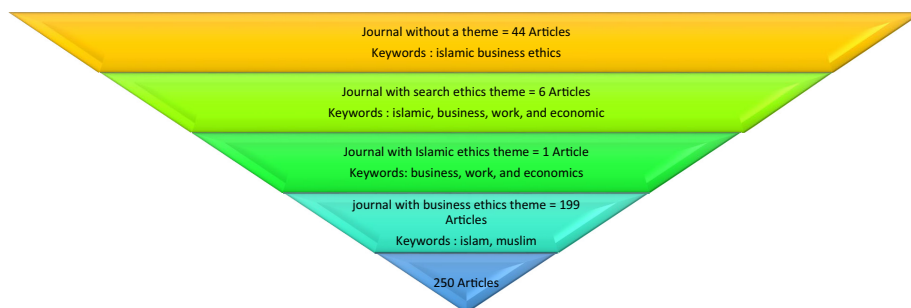 Journal without a theme = 44 Articles
Keywords : islamic business ethics
Journal with search ethics theme = 6 Articles
Keywords : islamic, business, work, and economic
Journal with Islamic ethics theme = 1 Article
Keywords: business, work, and economics
journal with business ethics theme = 199
Articles
Keywords : islam, muslim
250 Articles